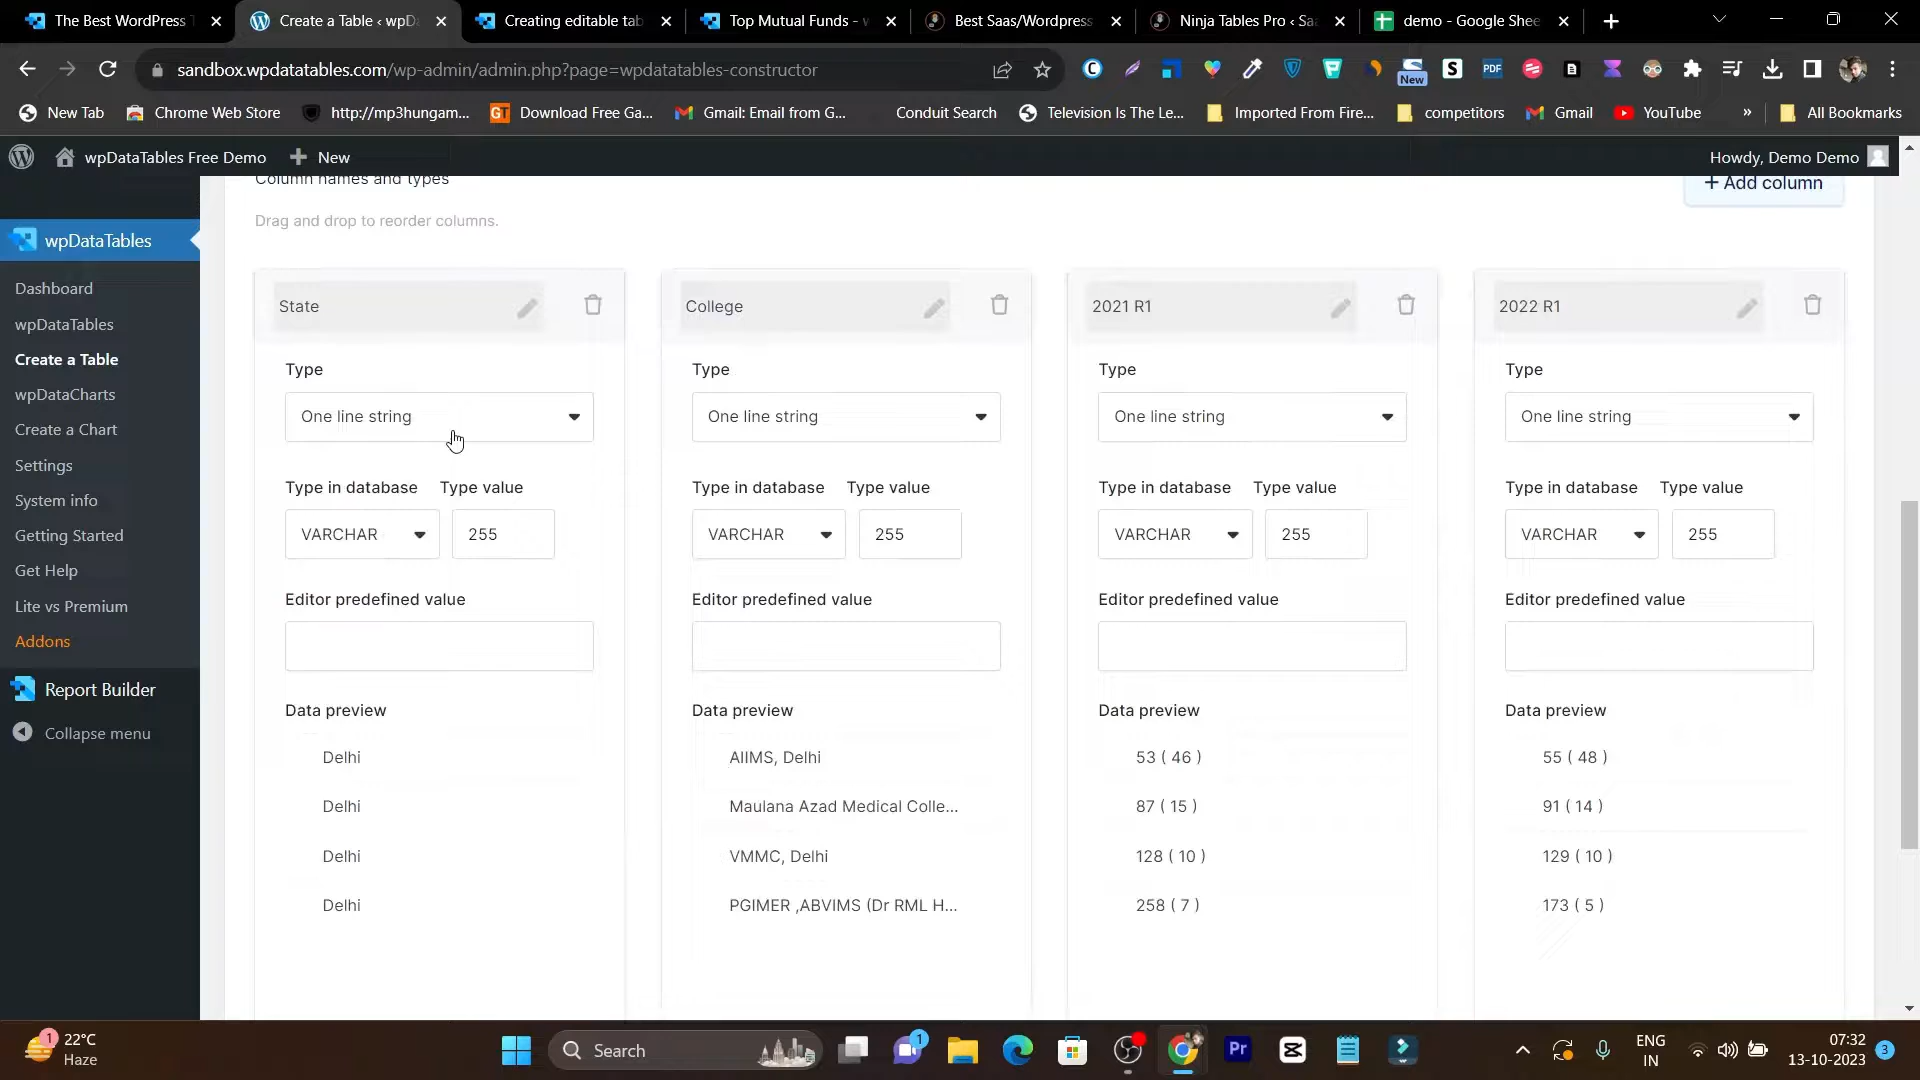 The Best WordPress T
Create a Table ‹ wpD
Creating editable tab
Top Mutual Funds - w
Best Saas/Wordpress
Ninja Tables Pro ‹ Saa
demo - Google Shee
sandbox.wpdatatables.com/wp-admin/admin.php?page=wpdatatables-constructor
New
PDF
New Tab
Chrome Web Store
http://mp3hungam...
GT Download Free Ga...
Gmail: Email from G...
Conduit Search
Television Is The Le...
Imported From Fire...
competitors
Gmail
YouTube
»
All Bookmarks
wpDataTables Free Demo
+ New
Howdy, Demo Demo
wpDataTables
Dashboard
wpDataTables
Create a Table
wpDataCharts
Create a Chart
Settings
System info
Getting Started
Get Help
Lite vs Premium
Addons
Report Builder
Collapse menu
Column names and types
+ Add column
Drag and drop to reorder columns.
State
Type
One line string
Type in database Type value
VARCHAR 255
Editor predefined value
Data preview
Delhi
Delhi
Delhi
Delhi
College
Type
One line string
Type in database Type value
VARCHAR 255
Editor predefined value
Data preview
AIIMS, Delhi
Maulana Azad Medical Colle...
VMMC, Delhi
PGIMER ,ABVIMS (Dr RML H...
2021 R1
Type
One line string
Type in database Type value
VARCHAR 255
Editor predefined value
Data preview
53 ( 46 )
87 ( 15 )
128 ( 10 )
258 ( 7 )
2022 R1
Type
One line string
Type in database Type value
VARCHAR 255
Editor predefined value
Data preview
55 ( 48 )
91 ( 14 )
129 ( 10 )
173 ( 5 )
1
22°C
Haze
Search
1
Pr
ENG
IN
07:32
13-10-2023
3